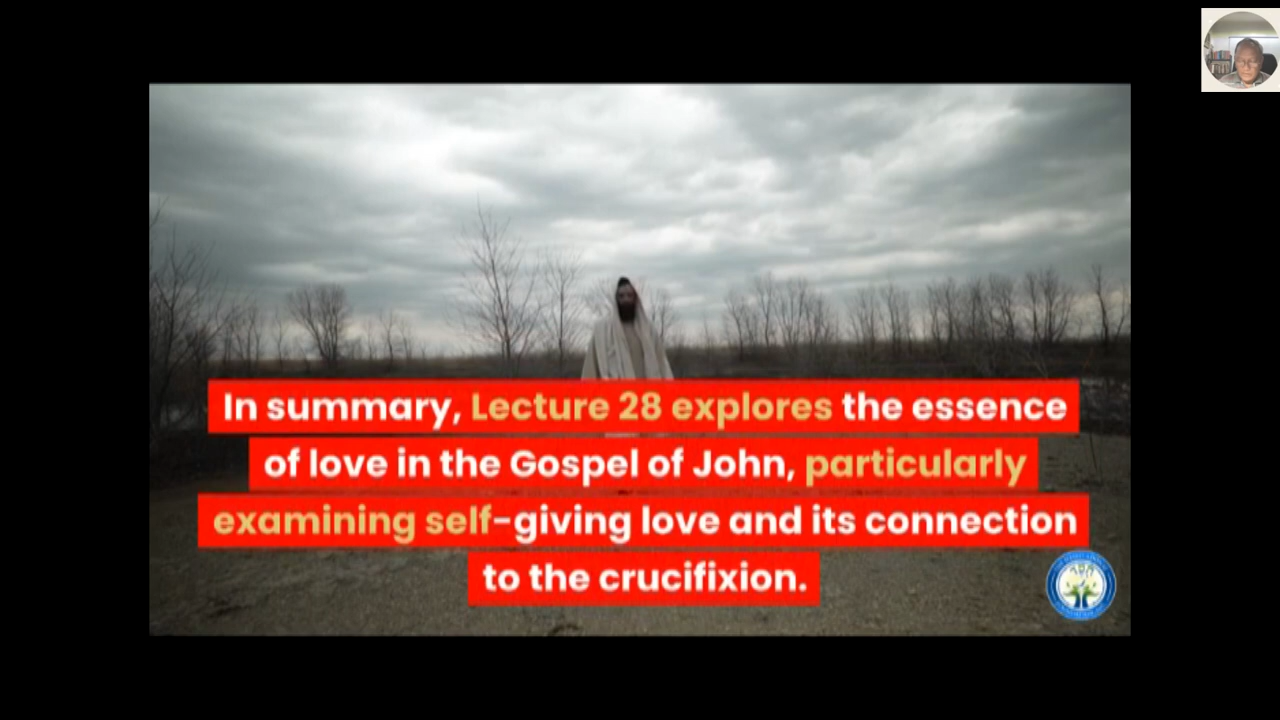 In summary, Lecture 28 explores the essence
of love in the Gospel of John, particularly
examining self-giving love and its connection
to the crucifixion.